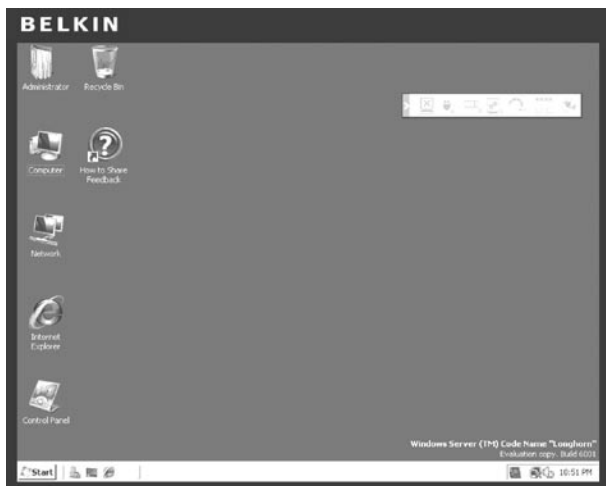 BELKIN
Administrator
Recycle Bin
Computer
How to Share
Feedback
Network
Internet
Explorer
Control Panel
Windows Server (TM) Code Name "Longhorn"
Evaluation copy. Build 6001
Start
10:51 PM